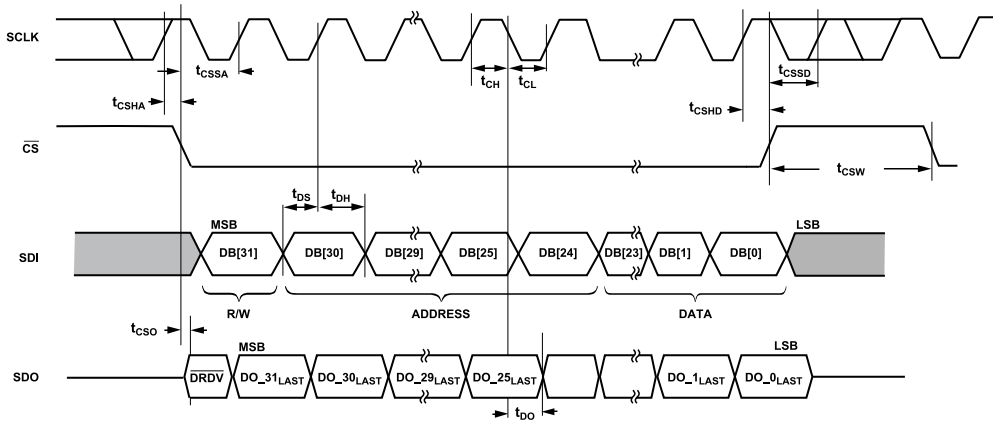 SCLK
tCSSA
tCH
tCL
tCSSD
tCSHA
tCSHD
CS
tCSW
tDS
tDH
MSB
LSB
SDI
DB[31]
DB[30]
DB[29]
DB[25]
DB[24]
DB[23]
DB[1]
DB[0]
R/W
ADDRESS
DATA
tCSO
MSB
LSB
SDO
DRDV
DO_31LAST
DO_30LAST
DO_29LAST
DO_25LAST
DO_1LAST
DO_0LAST
tDO